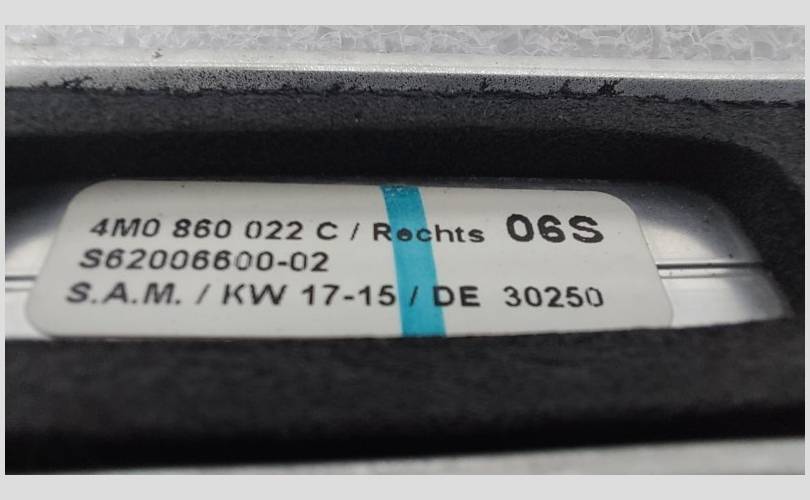 4M0 860 022 C / Rechts 06S
S62006600-02
S.A.M. / KW 17-15 / DE 30250